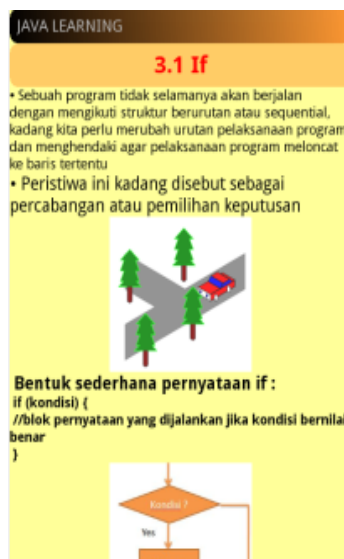 JAVA LEARNING
3.1 If
• Sebuah program tidak selamanya akan berjalan
dengan mengikuti struktur berurutan atau sequential,
kadang kita perlu merubah urutan pelaksanaan program
dan menghendaki agar pelaksanaan program meloncat
ke baris tertentu
• Peristiwa ini kadang disebut sebagai
percabangan atau pemilihan keputusan
Bentuk sederhana pernyataan if :
if (kondisi) {
//blok pernyataan yang dijalankan jika kondisi bernilai
benar
}
Kondisi ?
Yes